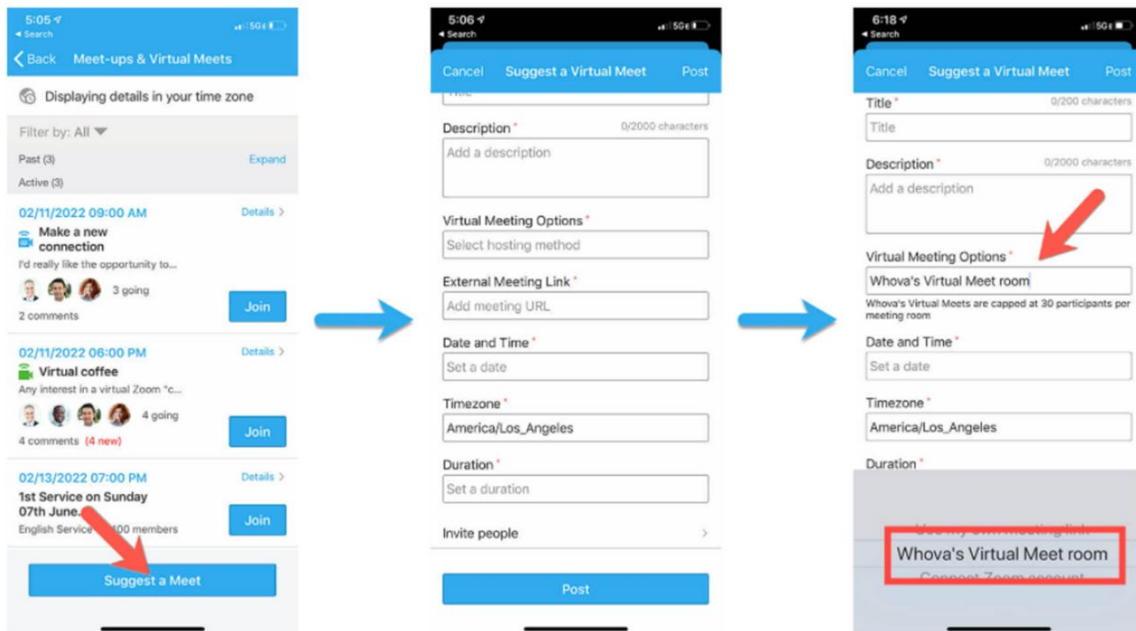 5:05
5GE
Search
Back Meet-ups & Virtual Meets
Displaying details in your time zone
Filter by: All
Past (3) Expand
Active (3)
02/11/2022 09:00 AM Details >
Make a new
connection
I'd really like the opportunity to...
3 going
Join
2 comments
02/11/2022 06:00 PM Details >
Virtual coffee
Any interest in a virtual Zoom "c...
4 going
Join
4 comments (4 new)
02/13/2022 07:00 PM Details >
1st Service on Sunday
07th June.
Join
English Service 100 members
Suggest a Meet
5:06
5GE
Search
Cancel Suggest a Virtual Meet Post
Description * 0/2000 characters
Add a description
Virtual Meeting Options *
Select hosting method
External Meeting Link *
Add meeting URL
Date and Time *
Set a date
Timezone *
America/Los_Angeles
Duration *
Set a duration
Invite people >
Post
6:18
5GE
Search
Cancel Suggest a Virtual Meet Post
Title * 0/200 characters
Title
Description * 0/2000 characters
Add a description
Virtual Meeting Options *
Whova's Virtual Meet room
Whova's Virtual Meets are capped at 30 participants per
meeting room
Date and Time *
Set a date
Timezone *
America/Los_Angeles
Duration *
Use my own meeting link
Whova's Virtual Meet room
Connect Zoom account